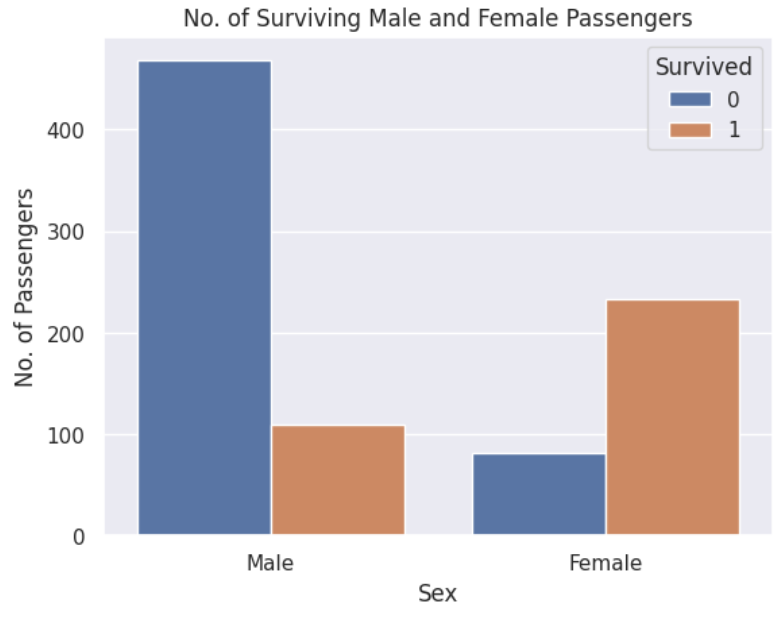 No. of Surviving Male and Female Passengers
Survived
0
1
400
300
200
100
0
No. of Passengers
Male
Female
Sex